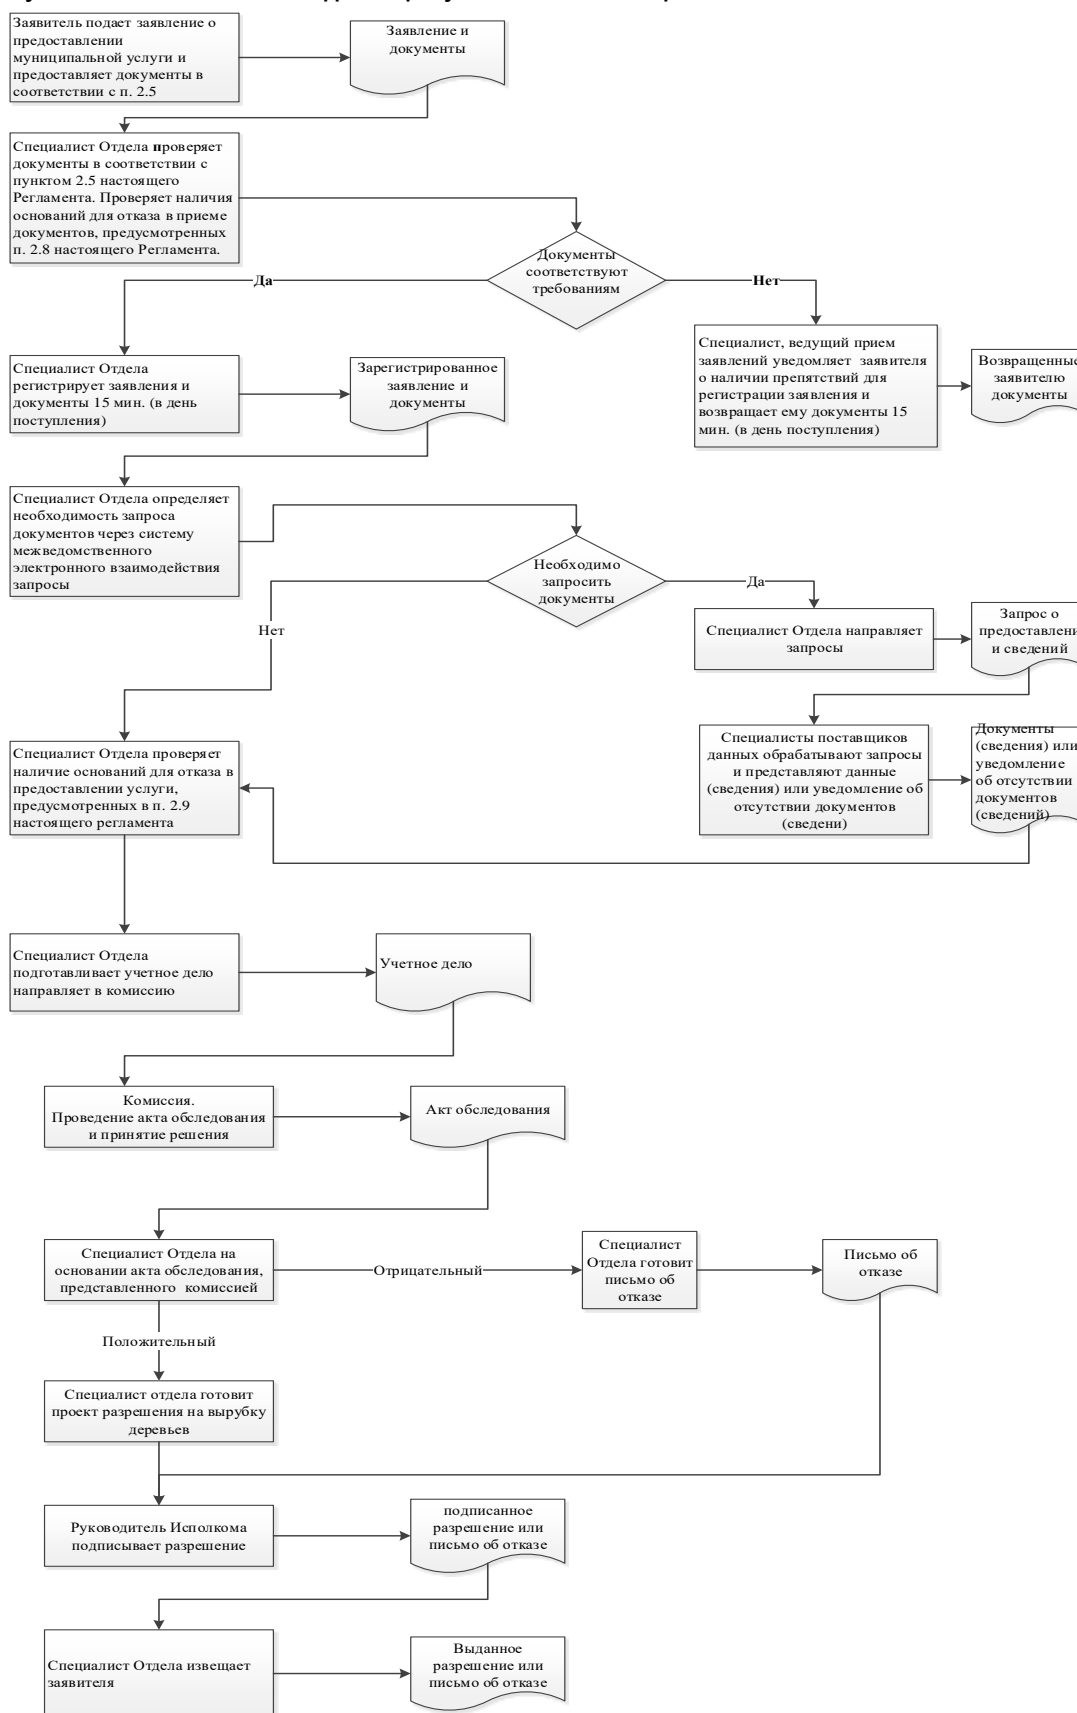 Заявитель подает заявление о
предоставлении
муниципальной услуги и
предоставляет документы в
соответствии с п. 2.5
Заявление и
документы
Специалист Отдела проверяет
документы в соответствии с
пунктом 2.5 настоящего
Регламента. Проверяет наличия
оснований для отказа в приеме
документов, предусмотренных
п. 2.8 настоящего Регламента.
Документы
соответствуют
требованиям
Да
Нет
Специалист Отдела
регистрирует заявления и
документы 15 мин. (в день
поступления)
Зарегистрированное
заявление и
документы
Специалист, ведущий прием
заявлений уведомляет заявителя
о наличии препятствий для
регистрации заявления и
возвращает ему документы 15
мин. (в день поступления)
Возвращенные
заявителю
документы
Специалист Отдела определяет
необходимость запроса
документов через систему
межведомственного
электронного взаимодействия
запросы
Необходимо
запросить
документы
Да
Нет
Специалист Отдела направляет
запросы
Запрос о
предоставлени
и сведений
Специалист Отдела проверяет
наличие оснований для отказа в
предоставлении услуги,
предусмотренных в п. 2.9
настоящего регламента
Специалисты поставщиков
данных обрабатывают запросы
и представляют данные
(сведения) или уведомление об
отсутствии документов
(сведени)
Документы
(сведения) или
уведомление
об отсутствии
документов
(сведений)
Специалист Отдела
подготавливает учетное дело
направляет в комиссию
Учетное дело
Комиссия.
Проведение акта обследования
и принятие решения
Акт обследования
Специалист Отдела на
основании акта обследования,
представленного комиссией
Отрицательный
Специалист
Отдела готовит
письмо об
отказе
Письмо об
отказе
Положительный
Специалист отдела готовит
проект разрешения на вырубку
деревьев
Руководитель Исполкома
подписывает разрешение
подписанное
разрешение или
письмо об отказе
Специалист Отдела извещает
заявителя
Выданное
разрешение или
письмо об отказе